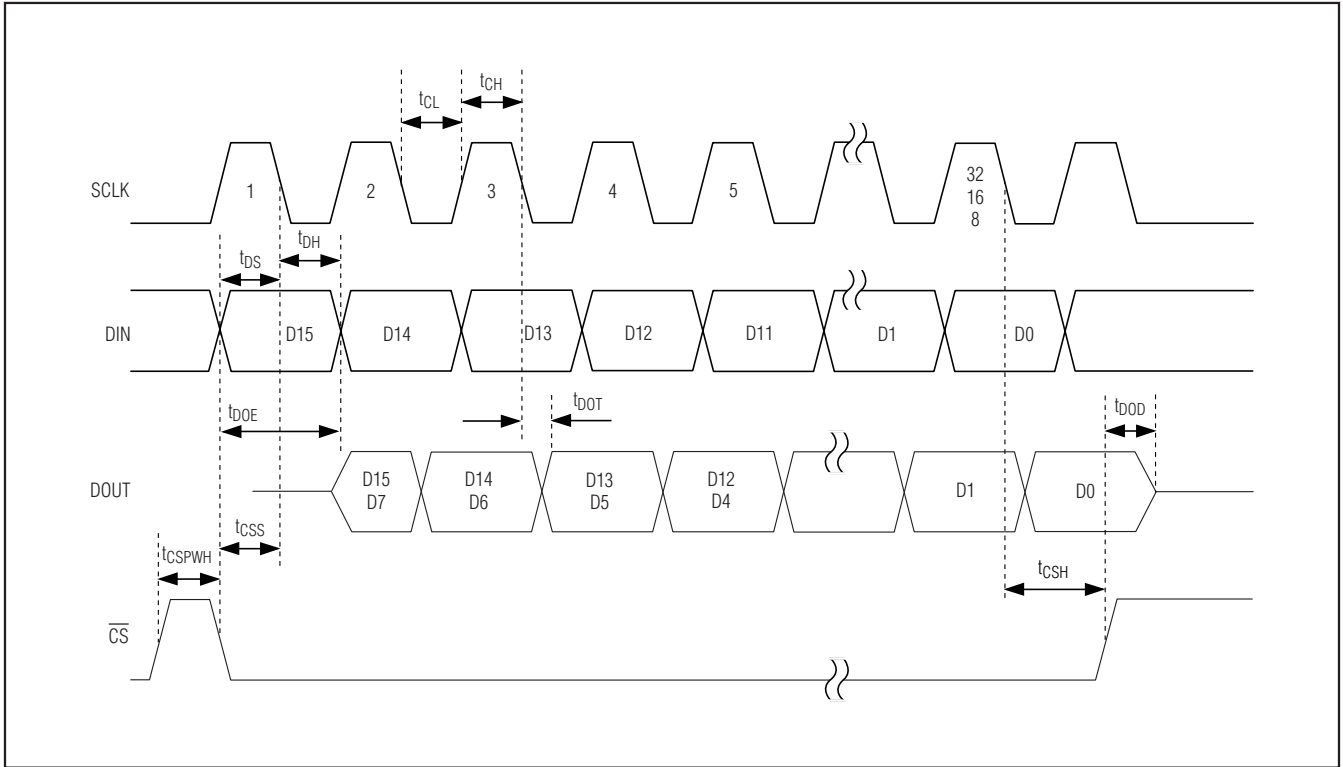 tCH
tCL
SCLK 1 2 3 4 5 32
16
8
tDH
tDS
DIN D15 D14 D13 D12 D11 D1 D0
tDOE tDOT tDOD
DOUT D15 D14 D13 D12 D1 D0
D7 D6 D5 D4
tCSS
tCSPWH tCSH
CS